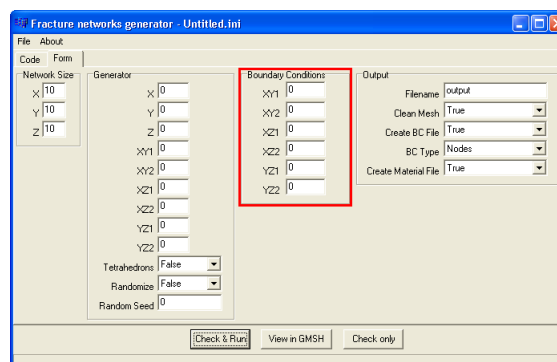 Fracture networks generator - Untitled.ini
File About
Code Form
Network Size
X 10
Y 10
Z 10
Generator
X 0
Y 0
Z 0
XY1 0
XY2 0
XZ1 0
XZ2 0
YZ1 0
YZ2 0
Tetrahedrons False
Randomize False
Random Seed 0
Boundary Conditions
XY1 0
XY2 0
XZ1 0
XZ2 0
YZ1 0
YZ2 0
Output
Filename output
Clean Mesh True
Create BC File True
BC Type Nodes
Create Material File True
Check & Run View in GMSH Check only